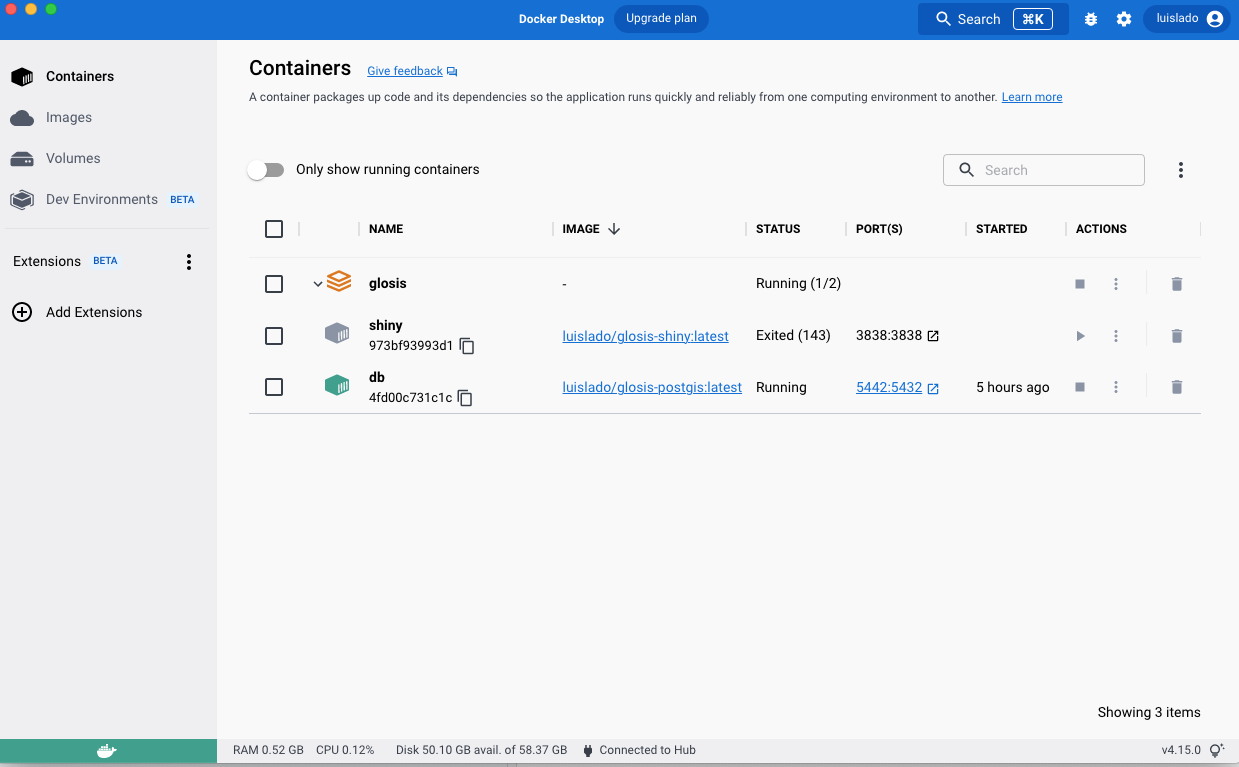 Docker Desktop Upgrade plan Search ⌘K luislado
Containers
Images
Volumes
Dev Environments BETA
Extensions BETA
Add Extensions
Containers Give feedback
A container packages up code and its dependencies so the application runs quickly and reliably from one computing environment to another. Learn more
Only show running containers Search
NAME IMAGE STATUS PORT(S) STARTED ACTIONS
glosis - Running (1/2)
shiny
973bf93993d1 luislado/glosis-shiny:latest Exited (143) 3838:3838
db
4fd00c731c1c luislado/glosis-postgis:latest Running 5442:5432 5 hours ago
Showing 3 items
RAM 0.52 GB CPU 0.12% Disk 50.10 GB avail. of 58.37 GB Connected to Hub v4.15.0